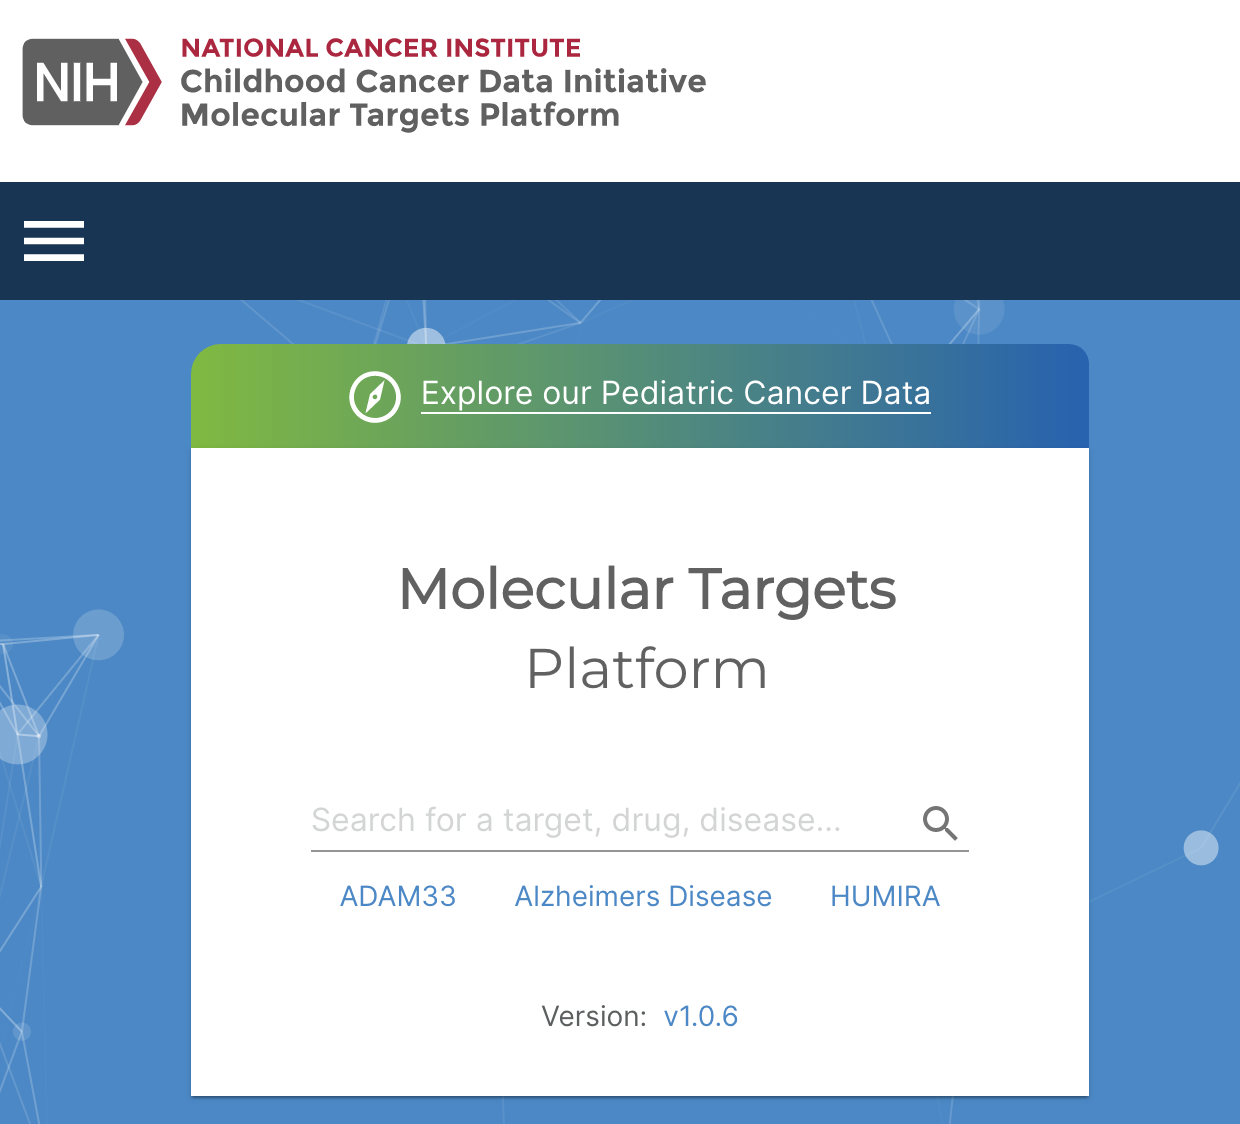 NIH
NATIONAL CANCER INSTITUTE
Childhood Cancer Data Initiative
Molecular Targets Platform
Explore our Pediatric Cancer Data
Molecular Targets
Platform
Search for a target, drug, disease...
ADAM33 Alzheimers Disease HUMIRA
Version: v1.0.6